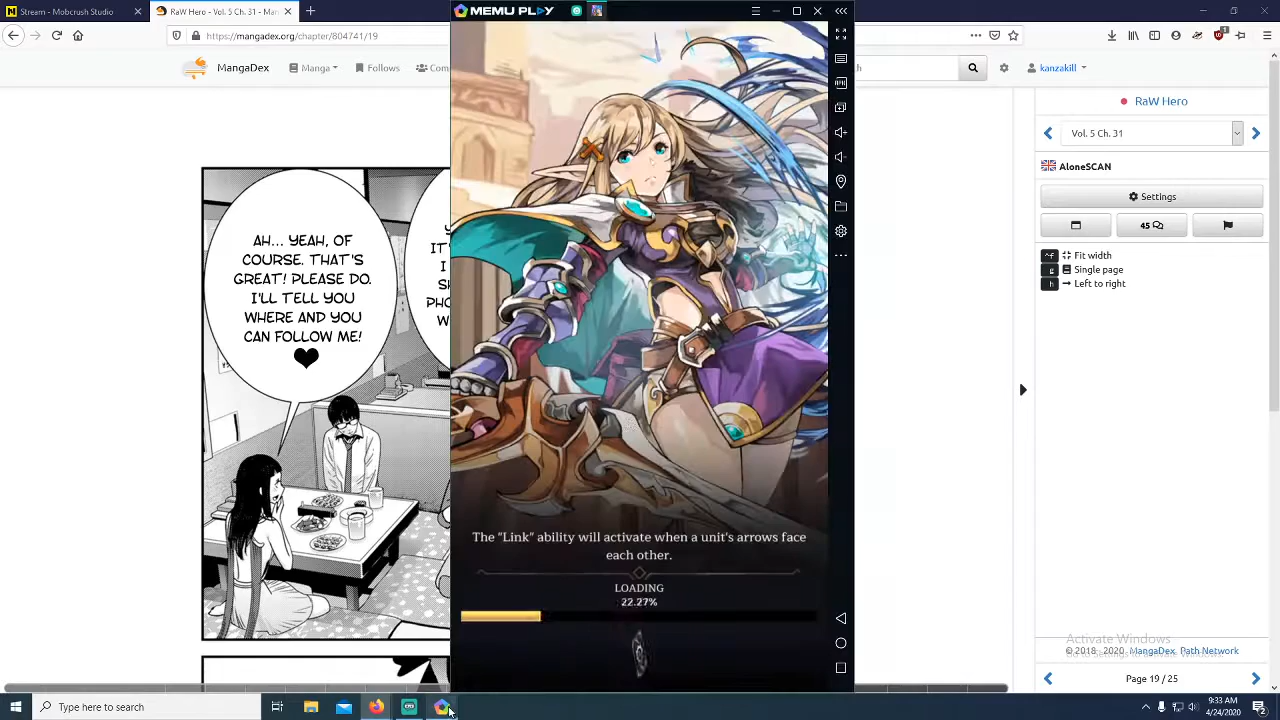 Stream - Mobcrush Studio
RaW Hero - Vol. 5 Ch. 31 - Man
MEMU PLAY
https://mangadex.org/chapter/804741/19
MangaDex
Manga
Follows
Com
kanzakill
RaW Hero
Vol. 5 Ch. 31
AloneSCAN
Settings
45
^f Fit width
g Single page
h Left to right
AH... YEAH, OF
COURSE. THAT'S
GREAT! PLEASE DO.
I'LL TELL YOU
WHERE AND YOU
CAN FOLLOW ME!
The "Link" ability will activate when a unit's arrows face
each other.
LOADING
22.27%
Activate Windows
© 2018 - 2020 MangaDex, Path Network
Page 19 / 25
Type here to search
9:33 AM
4/24/2020
2